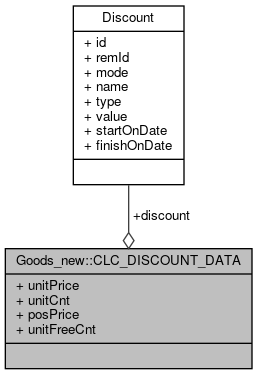 Discount
+ id
+ remId
+ mode
+ name
+ type
+ value
+ startOnDate
+ finishOnDate
+discount
Goods_new::CLC_DISCOUNT_DATA
+ unitPrice
+ unitCnt
+ posPrice
+ unitFreeCnt